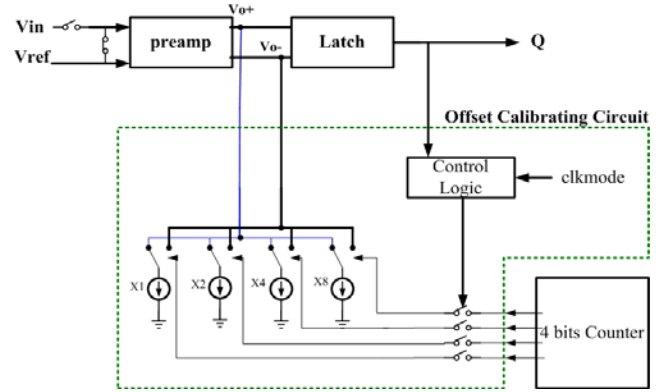 Vin
Vref
preamp
Vo+
Vo-
Latch
Q
Offset Calibrating Circuit
Control
Logic
clkmode
X1
X2
X4
X8
4 bits Counter